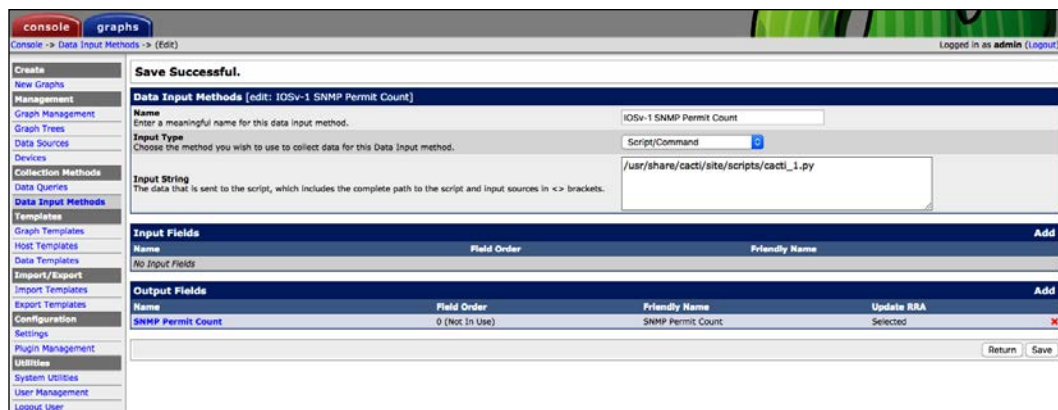 console graphs
Console -> Data Input Methods -> (Edit)
Logged in as admin (Logout)
Create
New Graphs
Management
Graph Management
Graph Trees
Data Sources
Devices
Collection Methods
Data Queries
Data Input Methods
Templates
Graph Templates
Host Templates
Data Templates
Import/Export
Import Templates
Export Templates
Configuration
Settings
Plugin Management
Utilities
System Utilities
User Management
Logout User
Save Successful.
Data Input Methods [edit: IOSv-1 SNMP Permit Count]
Name
Enter a meaningful name for this data input method.
IOSv-1 SNMP Permit Count
Input Type
Choose the method you wish to use to collect data for this Data Input method.
Script/Command
Input String
The data that is sent to the script, which includes the complete path to the script and input sources in <> brackets.
/usr/share/cacti/site/scripts/cacti_1.py
Input Fields Add
Name Field Order Friendly Name
No Input Fields
Output Fields Add
Name Field Order Friendly Name Update RRA
SNMP Permit Count 0 (Not In Use) SNMP Permit Count Selected
Return Save